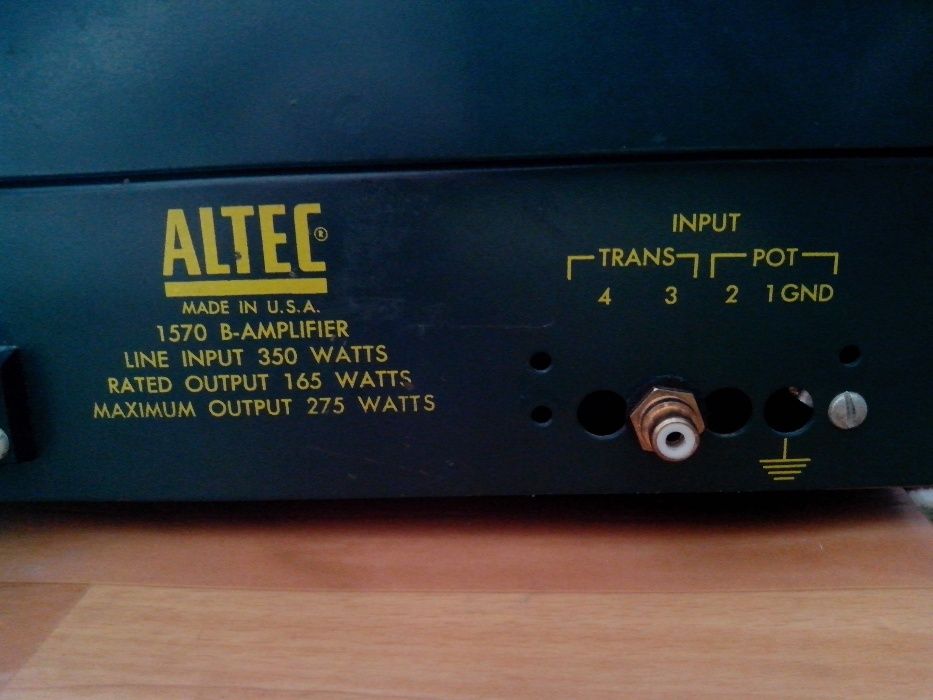 ALTEC®
MADE IN U.S.A.
1570 B-AMPLIFIER
LINE INPUT 350 WATTS
RATED OUTPUT 165 WATTS
MAXIMUM OUTPUT 275 WATTS
INPUT
TRANS POT
4 3 2 1 GND